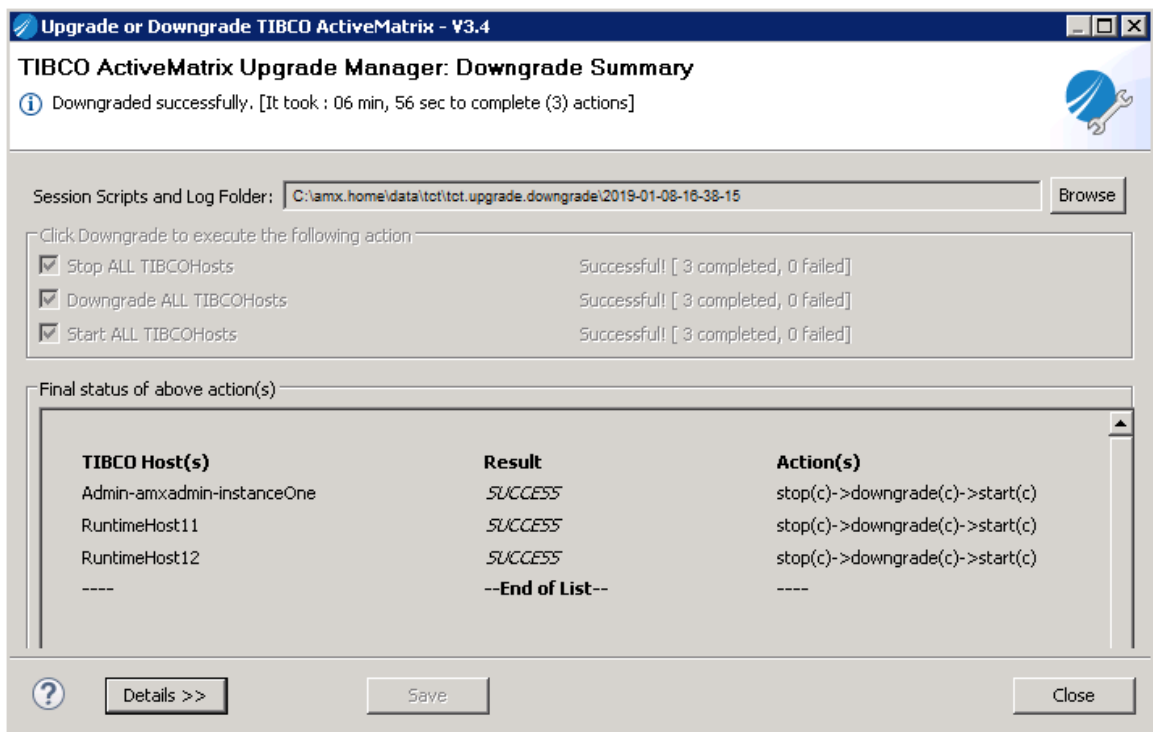 Upgrade or Downgrade TIBCO ActiveMatrix - V3.4
TIBCO ActiveMatrix Upgrade Manager: Downgrade Summary
Downgraded successfully. [It took : 06 min, 56 sec to complete (3) actions]
Session Scripts and Log Folder: C:\amx.home\data\tct\tct.upgrade.downgrade\2019-01-08-16-38-15 Browse
Click Downgrade to execute the following action
Stop ALL TIBCOHosts Successful! [ 3 completed, 0 failed]
Downgrade ALL TIBCOHosts Successful! [ 3 completed, 0 failed]
Start ALL TIBCOHosts Successful! [ 3 completed, 0 failed]
Final status of above action(s)
TIBCO Host(s) Result Action(s)
Admin-amxadmin-instanceOne SUCCESS stop(c)->downgrade(c)->start(c)
RuntimeHost11 SUCCESS stop(c)->downgrade(c)->start(c)
RuntimeHost12 SUCCESS stop(c)->downgrade(c)->start(c)
---- --End of List-- ----
? Details >> Save Close